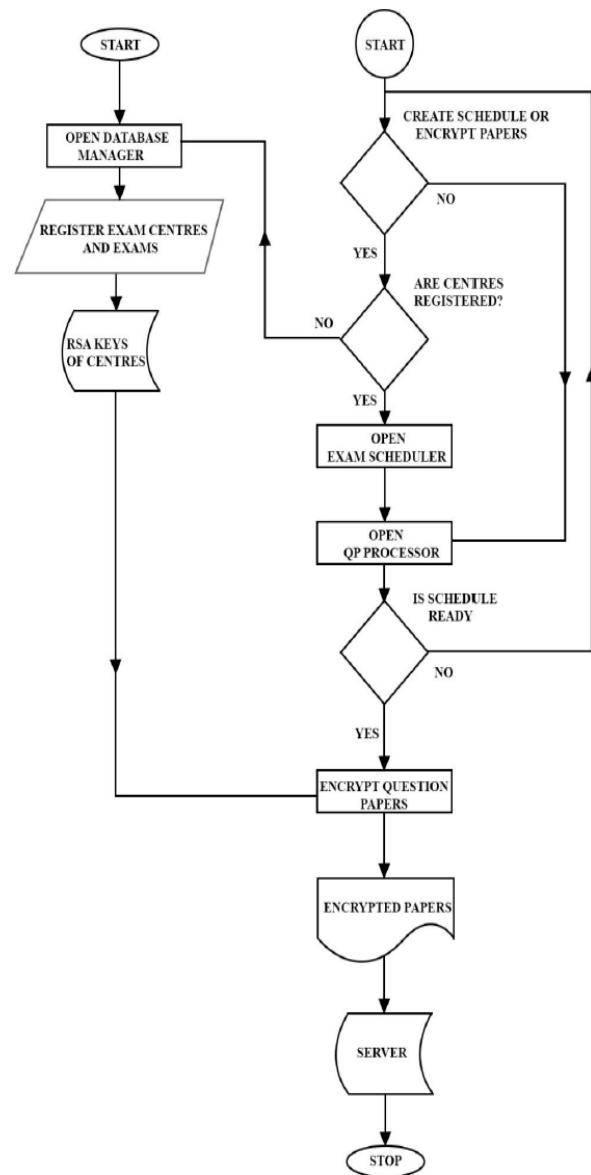 START
OPEN DATABASE
MANAGER
REGISTER EXAM CENTRES
AND EXAMS
RSA KEYS
OF CENTRES
START
CREATE SCHEDULE OR
ENCRYPT PAPERS
NO
YES
ARE CENTRES
REGISTERED?
NO
YES
OPEN
EXAM SCHEDULER
OPEN
QP PROCESSOR
IS SCHEDULE
READY
NO
YES
ENCRYPT QUESTION
PAPERS
ENCRYPTED PAPERS
SERVER
STOP